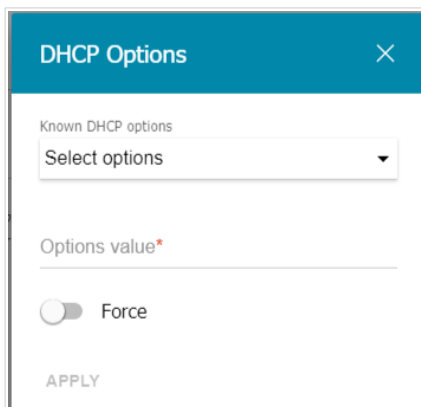 DHCP Options
Known DHCP options
Select options
Options value*
Force
APPLY